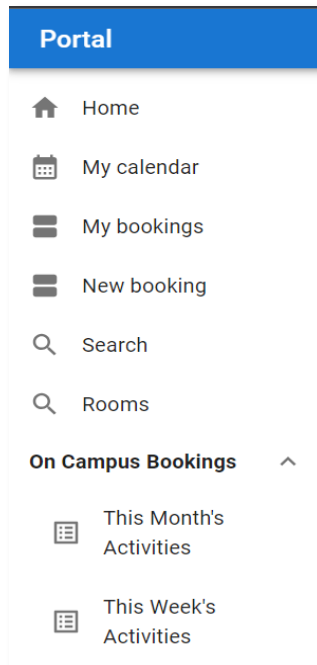 Portal
Home
My calendar
My bookings
New booking
Search
Rooms
On Campus Bookings
This Month's
Activities
This Week's
Activities